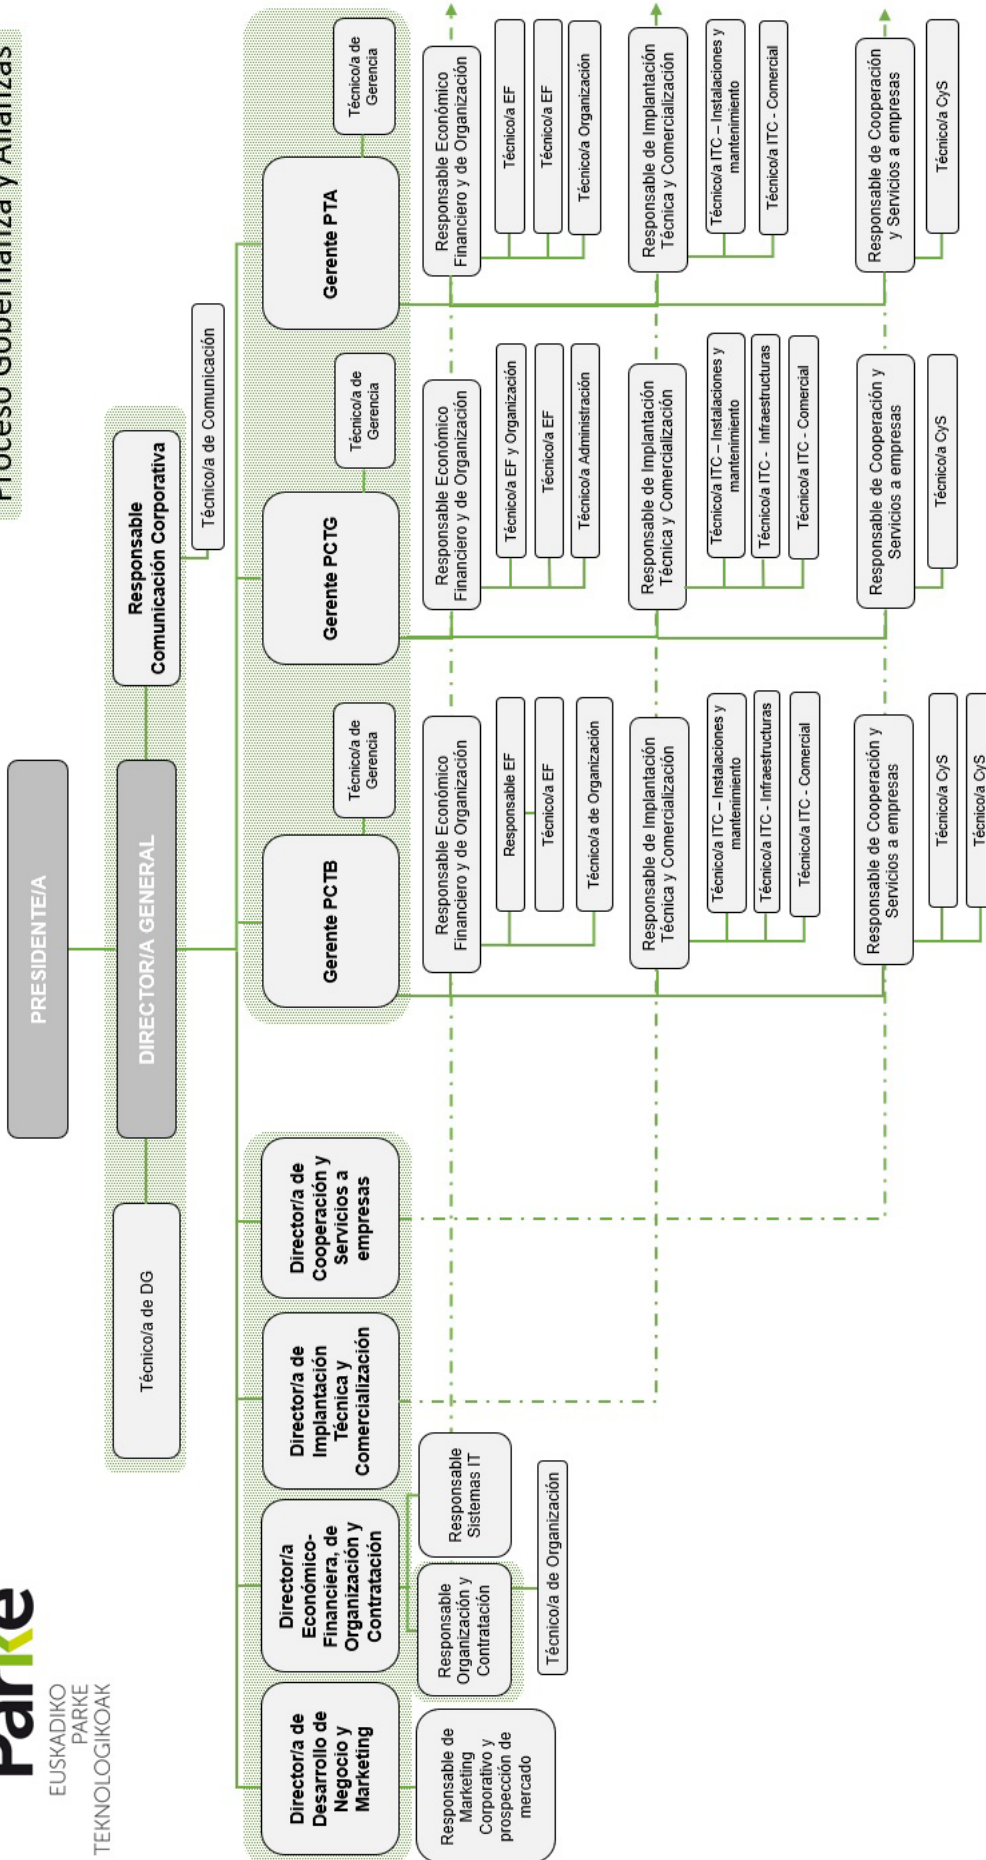 Parke
EUSKADIKO
PARKE
TEKNOLOGIKOAK
Proceso Gobernanza y Alianzas
PRESIDENTE/A
Técnico/a de DG
DIRECTOR/A GENERAL
Responsable
Comunicación Corporativa
Técnico/a de Comunicación
Director/a de
Desarrollo de
Negocio y
Marketing
Director/a
Económico-
Financiera, de
Organización y
Contratación
Director/a de
Implantación
Técnica y
Comercialización
Director/a de
Cooperación y
Servicios a
empresas
Gerente PCTB
Técnico/a de
Gerencia
Gerente PCTG
Técnico/a de
Gerencia
Gerente PTA
Técnico/a de
Gerencia
Responsable de
Marketing
Corporativo y
prospección de
mercado
Responsable
Organización y
Contratación
Responsable
Sistemas IT
Técnico/a de Organización
Responsable Económico
Financiero y de Organización
Responsable EF
Técnico/a EF
Técnico/a de Organización
Responsable de Implantación
Técnica y Comercialización
Técnico/a ITC – Instalaciones y
mantenimiento
Técnico/a ITC - Infraestructuras
Técnico/a ITC - Comercial
Responsable de Cooperación y
Servicios a empresas
Técnico/a CyS
Técnico/a CyS
Responsable Económico
Financiero y de Organización
Técnico/a EF y Organización
Técnico/a EF
Técnico/a Administración
Responsable de Implantación
Técnica y Comercialización
Técnico/a ITC – Instalaciones y
mantenimiento
Técnico/a ITC - Infraestructuras
Técnico/a ITC - Comercial
Responsable de Cooperación y
Servicios a empresas
Técnico/a CyS
Responsable Económico
Financiero y de Organización
Técnico/a EF
Técnico/a EF
Técnico/a Organización
Responsable de Implantación
Técnica y Comercialización
Técnico/a ITC – Instalaciones y
mantenimiento
Técnico/a ITC - Comercial
Responsable de Cooperación
y Servicios a empresas
Técnico/a CyS